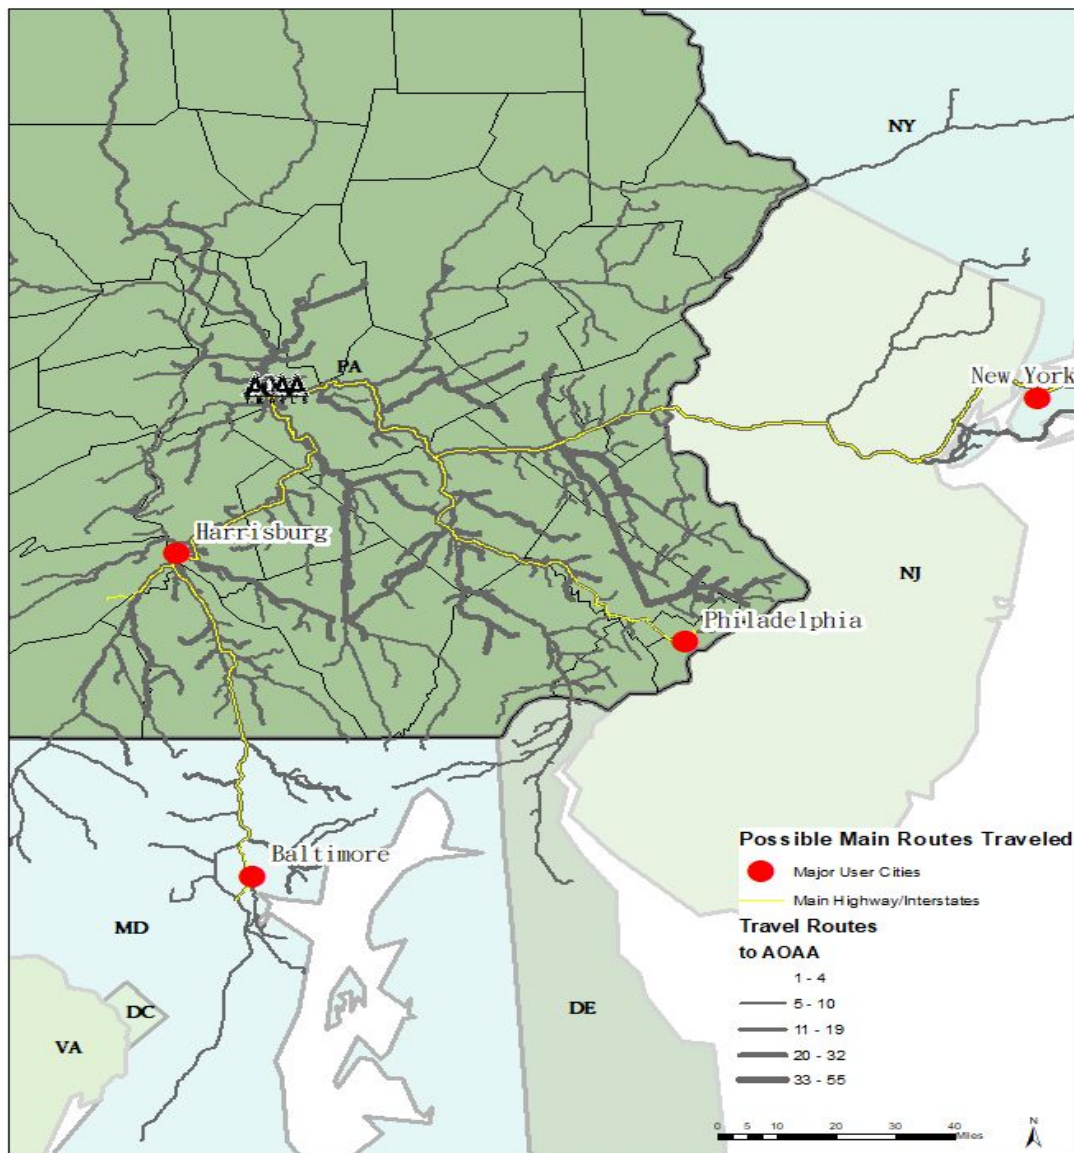 NY
New York
PA
AOAA
TRAILS
Harrisburg
NJ
Philadelphia
Baltimore
MD
DC
VA
DE
Possible Main Routes Traveled
Major User Cities
Main Highway/Interstates
Travel Routes
to AOAA
1 - 4
5 - 10
11 - 19
20 - 32
33 - 55
0 5 10 20 30 40
Miles
N